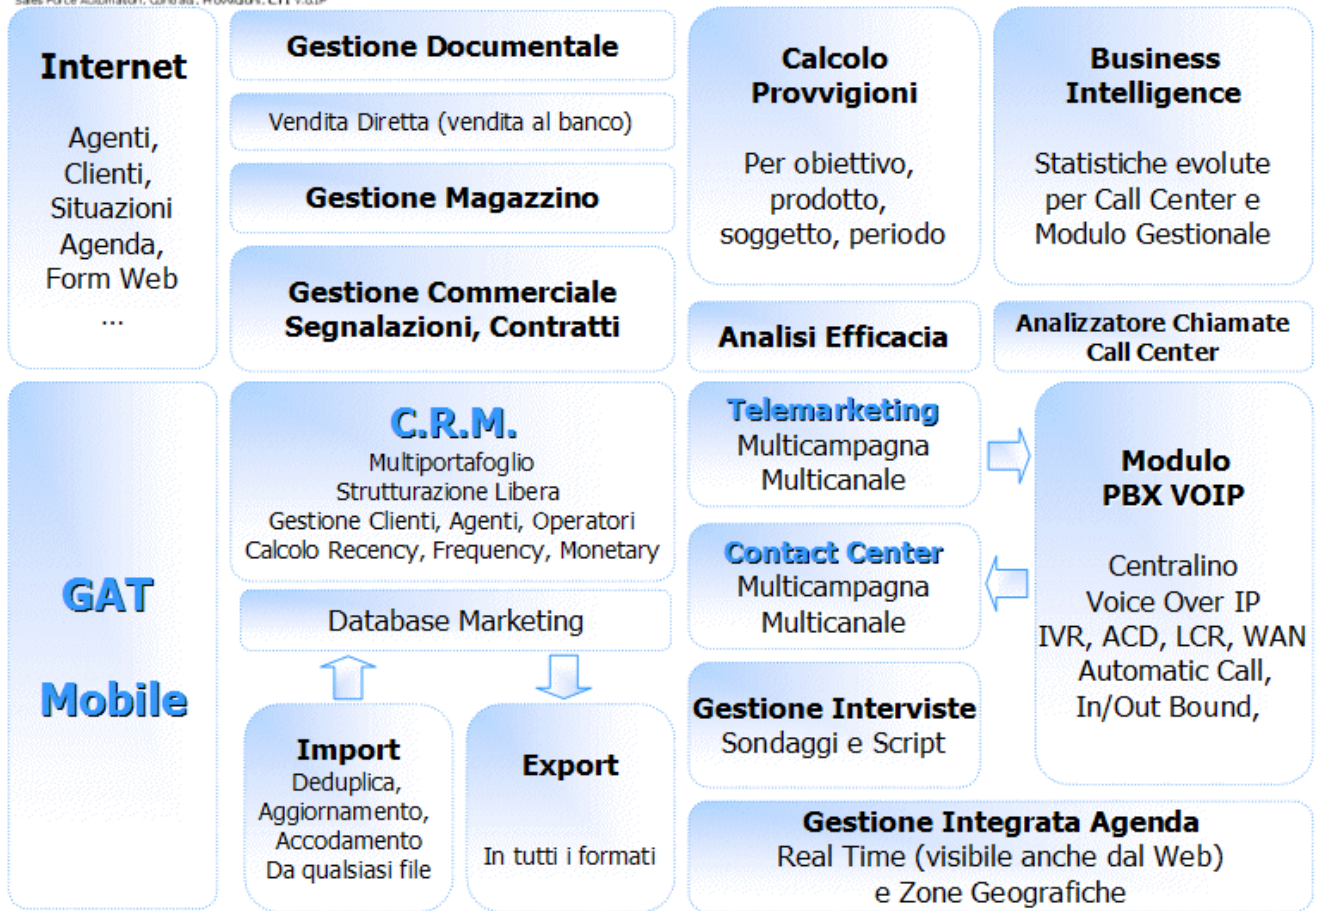 Internet
Agenti,
Clienti,
Situazioni
Agenda,
Form Web
...
Gestione Documentale
Vendita Diretta (vendita al banco)
Gestione Magazzino
Gestione Commerciale
Segnalazioni, Contratti
Calcolo
Provvigioni
Per obiettivo,
prodotto,
soggetto, periodo
Business
Intelligence
Statistiche evolute
per Call Center e
Modulo Gestionale
Analisi Efficacia
Analizzatore Chiamate
Call Center
GAT
Mobile
C.R.M.
Multiportafoglio
Strutturazione Libera
Gestione Clienti, Agenti, Operatori
Calcolo Recency, Frequency, Monetary
Database Marketing
Import
Deduplica,
Aggiornamento,
Accodamento
Da qualsiasi file
Export
In tutti i formati
Telemarketing
Multicampagna
Multicanale
Contact Center
Multicampagna
Multicanale
Gestione Interviste
Sondaggi e Script
Modulo
PBX VOIP
Centralino
Voice Over IP
IVR, ACD, LCR, WAN
Automatic Call,
In/Out Bound,
Gestione Integrata Agenda
Real Time (visibile anche dal Web)
e Zone Geografiche